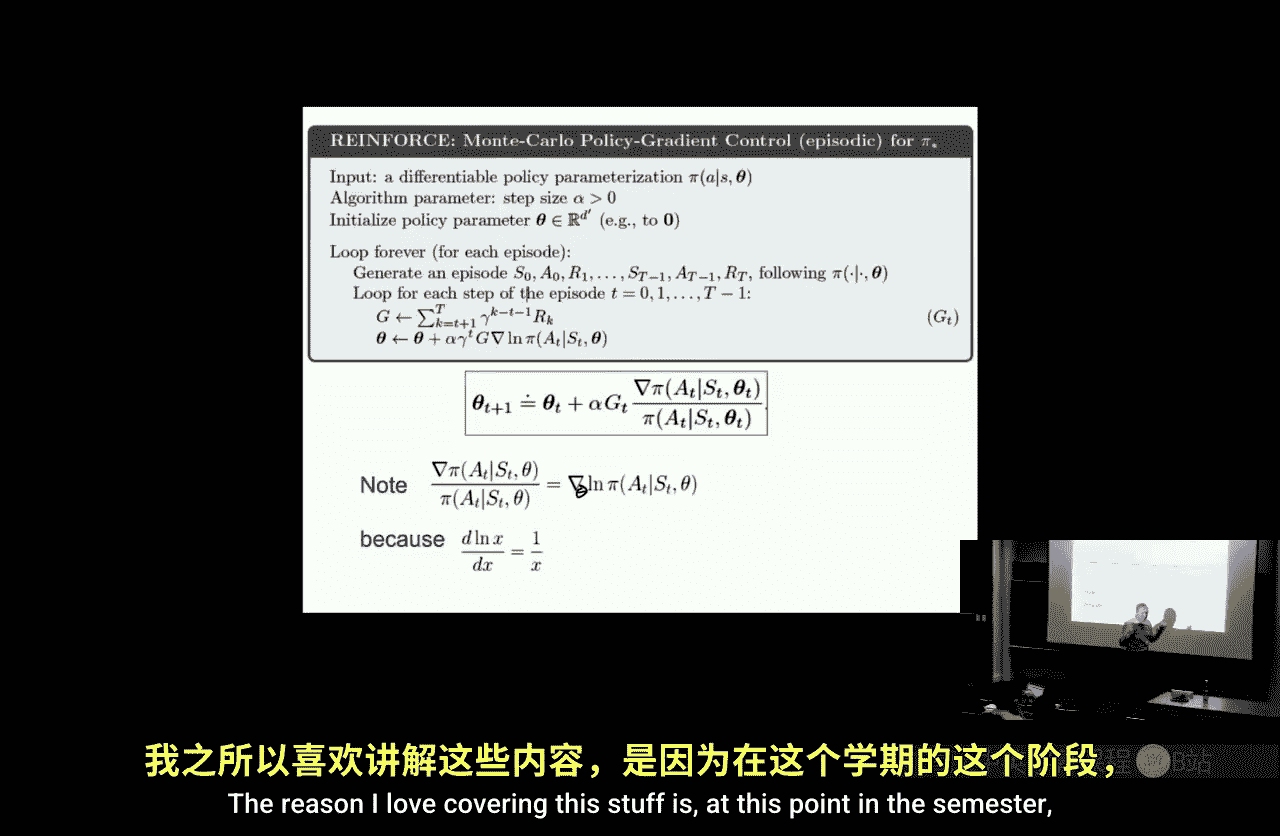 REINFORCE: Monte-Carlo Policy-Gradient Control (episodic) for π*
Input: a differentiable policy parameterization π(a|s, θ)
Algorithm parameter: step size α > 0
Initialize policy parameter θ ∈ ℝ^d′ (e.g., to 0)
Loop forever (for each episode):
Generate an episode S₀, A₀, R₁, …, S_{T−1}, A_{T−1}, R_T, following π(·|·, θ)
Loop for each step of the episode t = 0, 1, …, T − 1:
G ← ∑_{k=t+1}^{T} γ^{k−t−1} R_k (G_t)
θ ← θ + αγ^t G∇ ln π(A_t|S_t, θ)
θ_{t+1} ≐ θ_t + αG_t ∇π(A_t|S_t, θ_t) / π(A_t|S_t, θ_t)
Note ∇π(A_t|S_t, θ) / π(A_t|S_t, θ) = ∇_θ ln π(A_t|S_t, θ)
because d ln x / dx = 1 / x
我之所以喜欢讲解这些内容，是因为在这个学期的这个阶段，
程 B站
The reason I love covering this stuff is, at this point in the semester,